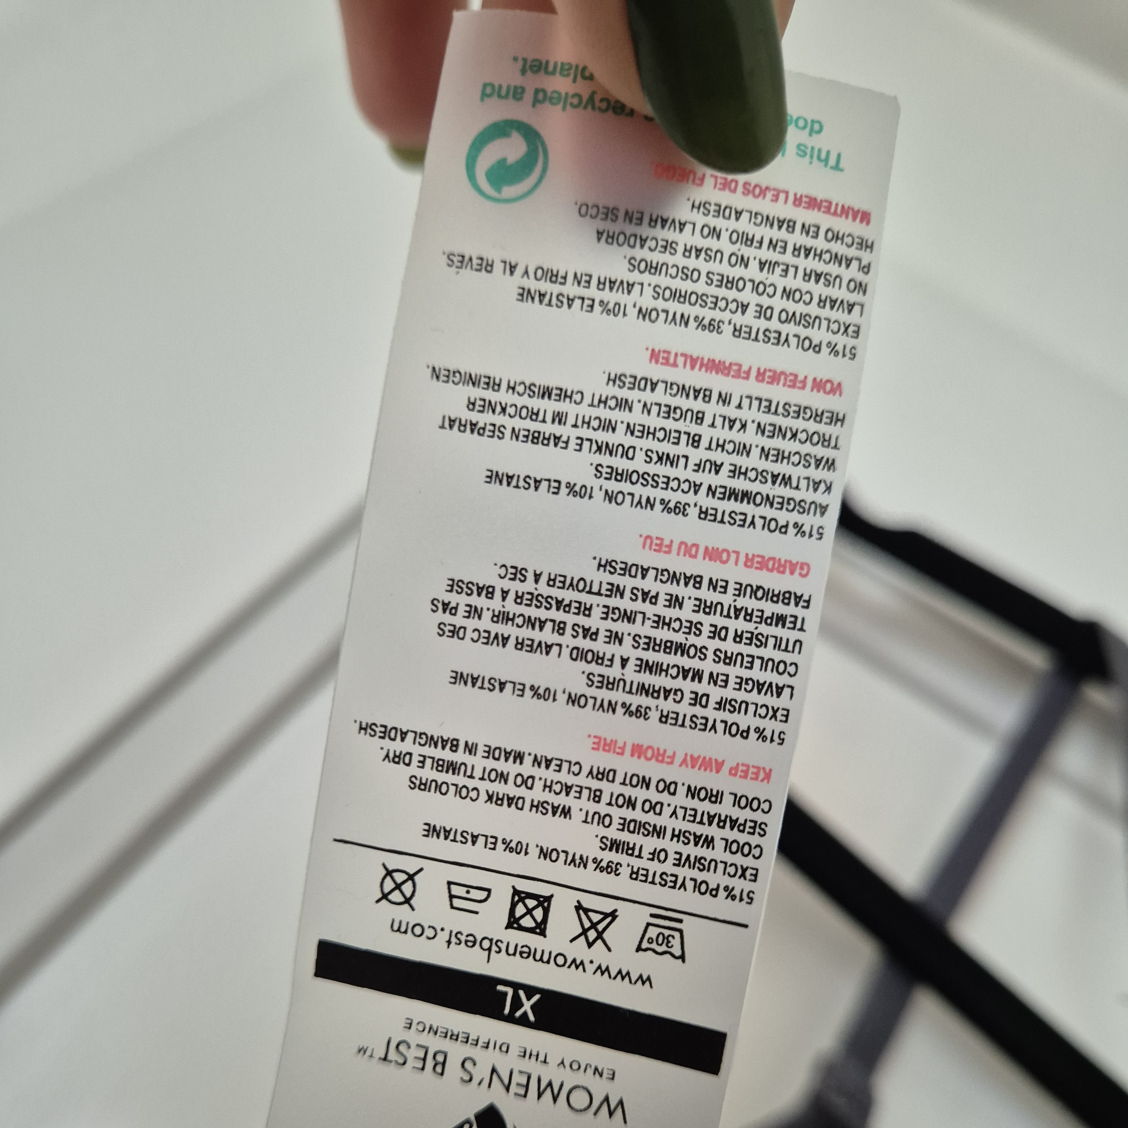 WOMEN'S BEST™
ENJOY THE DIFFERENCE
XL
www.womensbest.com
30°
51% POLYESTER, 39% NYLON, 10% ELASTANE
EXCLUSIVE OF TRIMS.
COOL WASH INSIDE OUT. WASH DARK COLOURS
SEPARATELY. DO NOT BLEACH. DO NOT TUMBLE DRY.
COOL IRON. DO NOT DRY CLEAN. MADE IN BANGLADESH.
KEEP AWAY FROM FIRE.
51% POLYESTER, 39% NYLON, 10% ELASTANE
EXCLUSIF DE GARNITURES.
LAVAGE EN MACHINE À FROID. LAVER AVEC DES
COULEURS SOMBRES. NE PAS BLANCHIR. NE PAS
UTILISER DE SÈCHE-LINGE. REPASSER À BASSE
TEMPÉRATURE. NE PAS NETTOYER À SEC.
FABRIQUÉ EN BANGLADESH.
GARDER LOIN DU FEU.
51% POLYESTER, 39% NYLON, 10% ELASTANE
AUSGENOMMEN ACCESSOIRES.
KALTWÄSCHE AUF LINKS. DUNKLE FARBEN SEPARAT
WASCHEN. NICHT BLEICHEN. NICHT IM TROCKNER
TROCKNEN. KALT BÜGELN. NICHT CHEMISCH REINIGEN.
HERGESTELLT IN BANGLADESH.
VON FEUER FERNHALTEN.
51% POLYESTER, 39% NYLON, 10% ELASTANE
EXCLUSIVO DE ACCESORIOS. LAVAR EN FRIO Y AL REVÉS.
LAVAR CON COLORES OSCUROS.
NO USAR LEJÍA. NO USAR SECADORA
PLANCHAR EN FRÍO. NO LAVAR EN SECO.
HECHO EN BANGLADESH.
MANTENER LEJOS DEL FUEGO.
This
recycled and
planet.